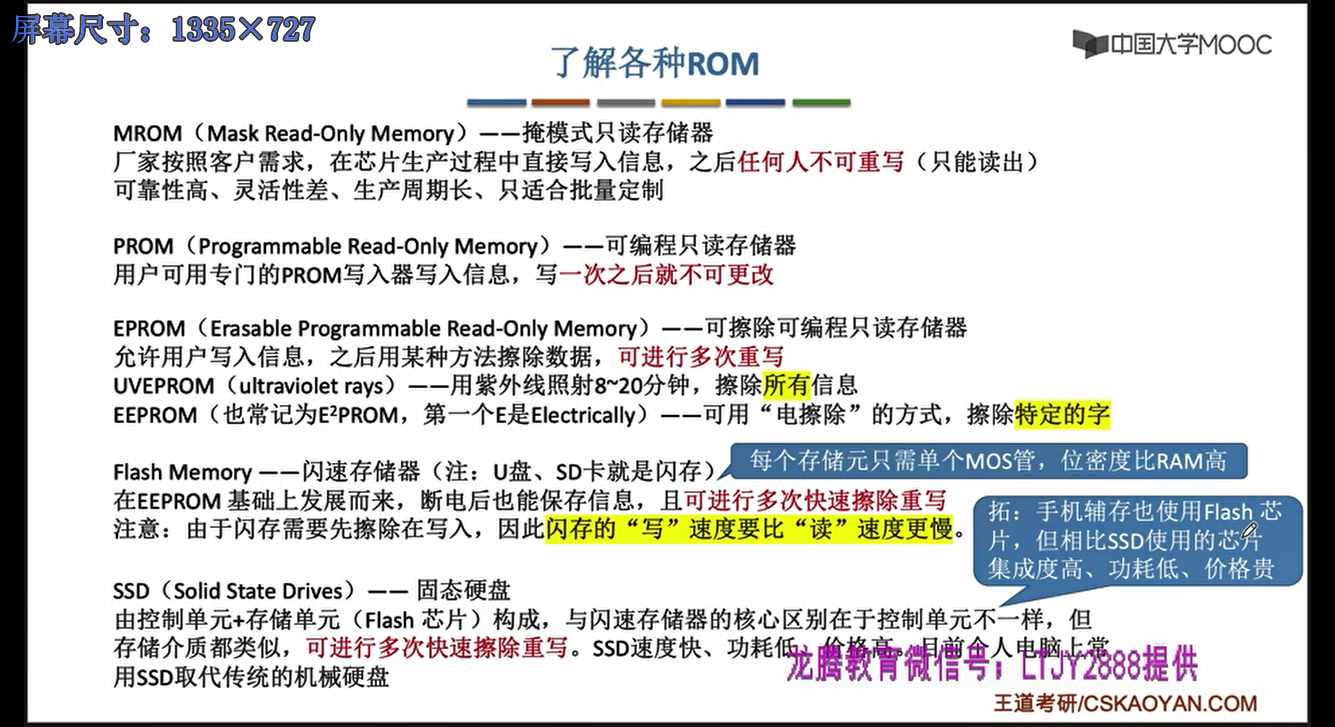 屏幕尺寸：1335×727
中国大学MOOC
了解各种ROM
MROM（Mask Read-Only Memory）——掩模式只读存储器
厂家按照客户需求，在芯片生产过程中直接写入信息，之后任何人不可重写（只能读出）
可靠性高、灵活性差、生产周期长、只适合批量定制
PROM（Programmable Read-Only Memory）——可编程只读存储器
用户可用专门的PROM写入器写入信息，写一次之后就不可更改
EPROM（Erasable Programmable Read-Only Memory）——可擦除可编程只读存储器
允许用户写入信息，之后用某种方法擦除数据，可进行多次重写
UVEPROM（ultraviolet rays）——用紫外线照射8~20分钟，擦除所有信息
EEPROM（也常记为E²PROM，第一个E是Electrically）——可用“电擦除”的方式，擦除特定的字
Flash Memory ——闪速存储器（注：U盘、SD卡就是闪存）
每个存储元只需单个MOS管，位密度比RAM高
在EEPROM 基础上发展而来，断电后也能保存信息，且可进行多次快速擦除重写
注意：由于闪存需要先擦除在写入，因此闪存的“写”速度要比“读”速度更慢。
拓：手机辅存也使用Flash 芯
片，但相比SSD使用的芯片
集成度高、功耗低、价格贵
SSD（Solid State Drives）—— 固态硬盘
由控制单元+存储单元（Flash 芯片）构成，与闪速存储器的核心区别在于控制单元不一样，但
存储介质都类似，可进行多次快速擦除重写。SSD速度快、功耗低、价格高。目前个人电脑上常
用SSD取代传统的机械硬盘
龙腾教育微信号；LTJY2888提供
王道考研/CSKAOYAN.COM